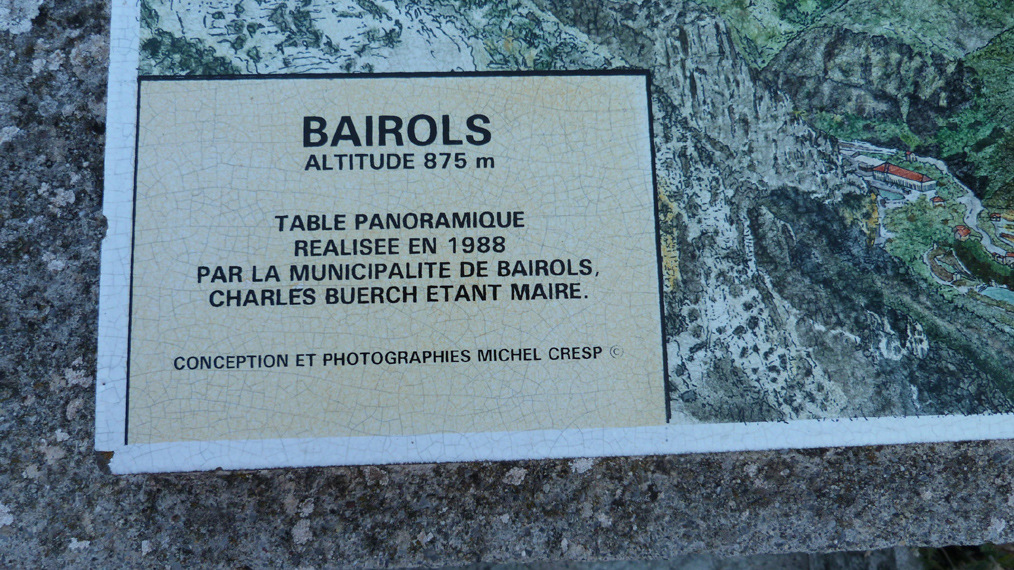 BAIROLS
ALTITUDE 875 m
TABLE PANORAMIQUE
REALISEE EN 1988
PAR LA MUNICIPALITE DE BAIROLS,
CHARLES BUERCH ETANT MAIRE.
CONCEPTION ET PHOTOGRAPHIES MICHEL CRESP ©